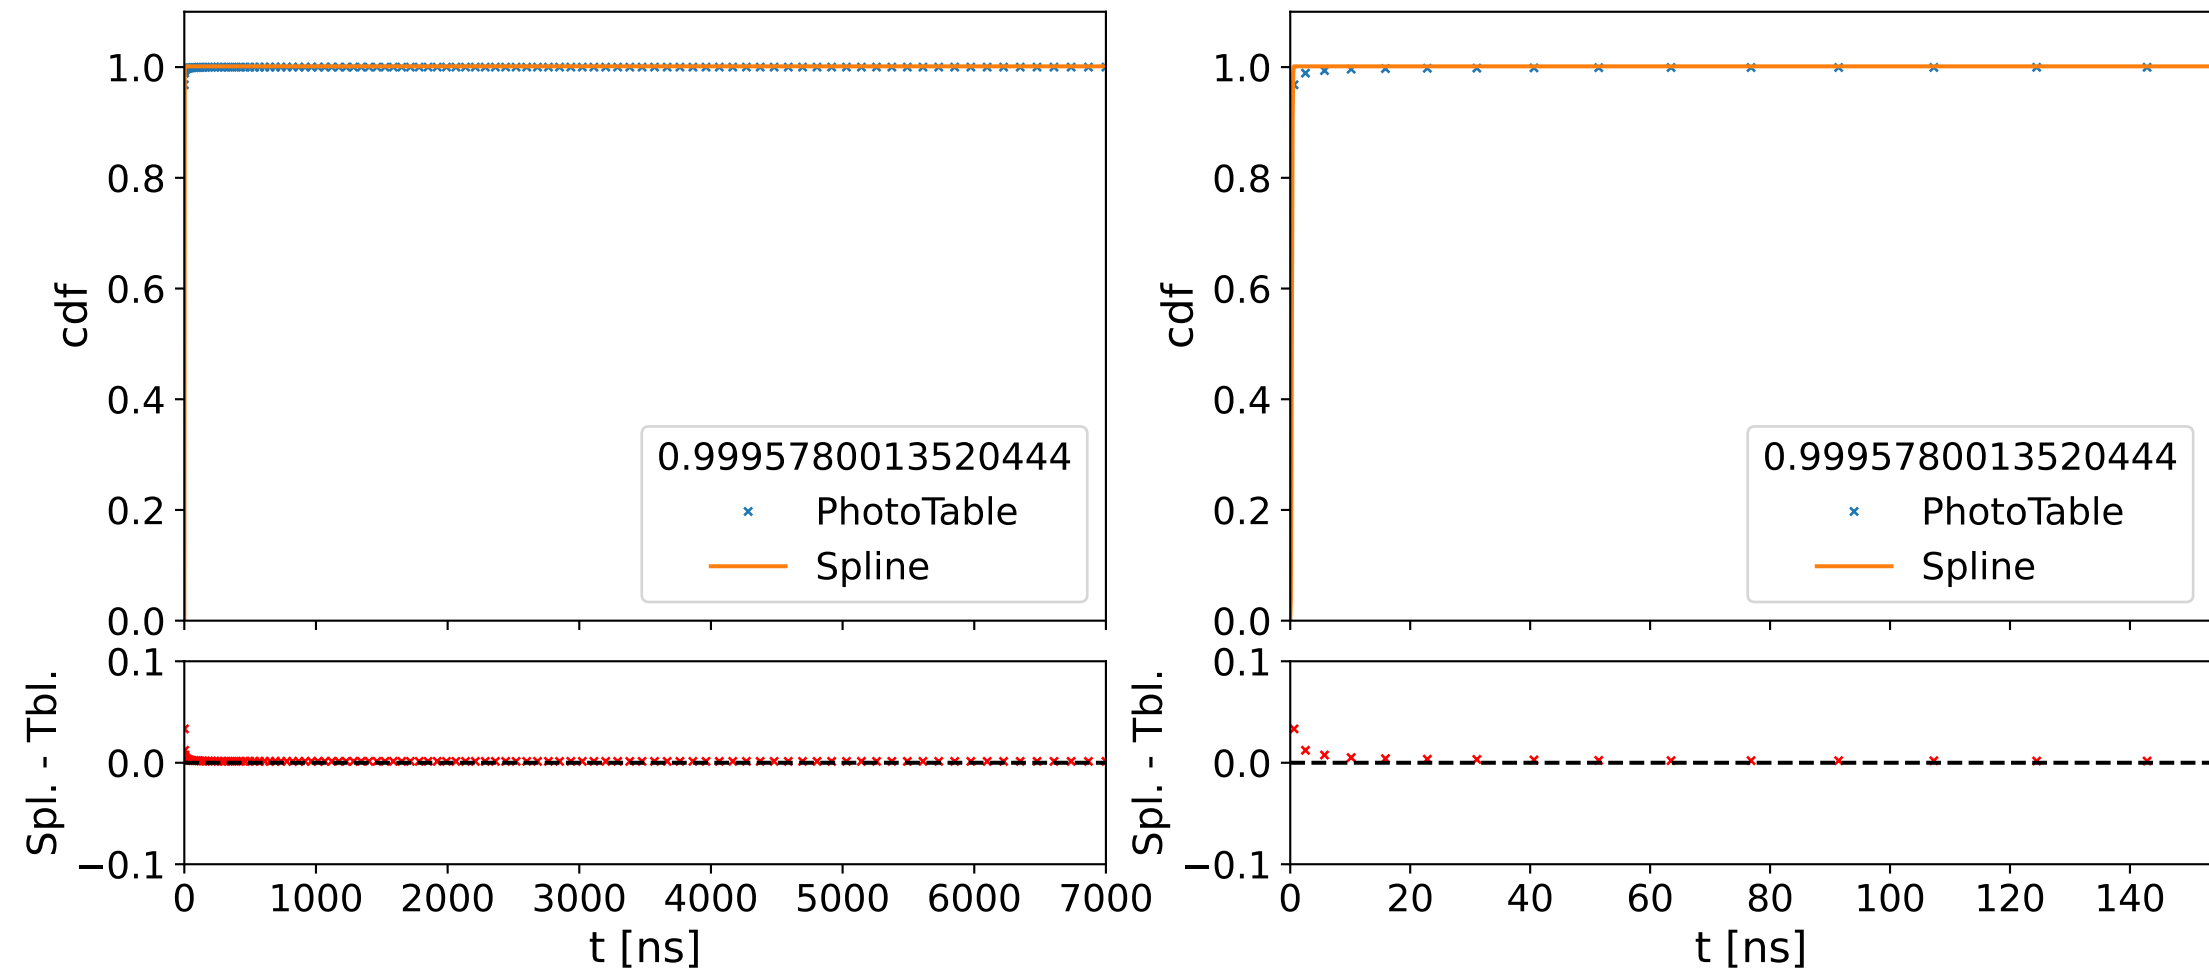 cdf
1.0
0.8
0.6
0.4
0.2
0.0
0.9995780013520444
PhotoTable
Spline
Spl. - Tbl.
0.1
0.0
−0.1
0 1000 2000 3000 4000 5000 6000 7000
t [ns]
cdf
1.0
0.8
0.6
0.4
0.2
0.0
0.9995780013520444
PhotoTable
Spline
Spl. - Tbl.
0.1
0.0
−0.1
0 20 40 60 80 100 120 140
t [ns]